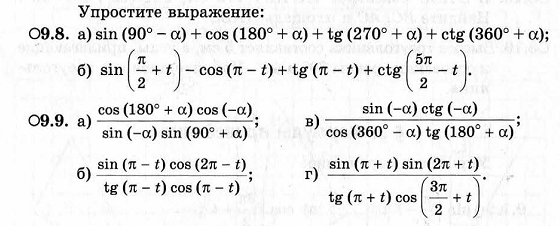 Упростите выражение:
О9.8. а) sin (90° − α) + cos (180° + α) + tg (270° + α) + ctg (360° + α);
б) sin (π/2 + t) − cos (π − t) + tg (π − t) + ctg (5π/2 − t).
О9.9. а) cos (180° + α) cos (−α) / sin (−α) sin (90° + α); в) sin (−α) ctg (−α) / cos (360° − α) tg (180° + α);
б) sin (π − t) cos (2π − t) / tg (π − t) cos (π − t); г) sin (π + t) sin (2π + t) / tg (π + t) cos (3π/2 + t).